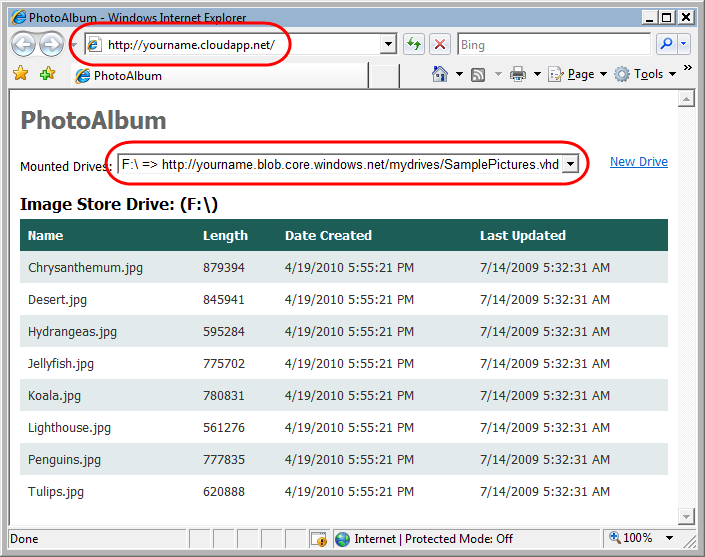 PhotoAlbum - Windows Internet Explorer
http://yourname.cloudapp.net/
Bing
PhotoAlbum
Page
Tools
»
PhotoAlbum
Mounted Drives: F:\ => http://yourname.blob.core.windows.net/mydrives/SamplePictures.vhd
New Drive
Image Store Drive: (F:\)
Name Length Date Created Last Updated
Chrysanthemum.jpg 879394 4/19/2010 5:55:21 PM 7/14/2009 5:32:31 AM
Desert.jpg 845941 4/19/2010 5:55:21 PM 7/14/2009 5:32:31 AM
Hydrangeas.jpg 595284 4/19/2010 5:55:21 PM 7/14/2009 5:32:31 AM
Jellyfish.jpg 775702 4/19/2010 5:55:21 PM 7/14/2009 5:32:31 AM
Koala.jpg 780831 4/19/2010 5:55:21 PM 7/14/2009 5:32:31 AM
Lighthouse.jpg 561276 4/19/2010 5:55:21 PM 7/14/2009 5:32:31 AM
Penguins.jpg 777835 4/19/2010 5:55:21 PM 7/14/2009 5:32:31 AM
Tulips.jpg 620888 4/19/2010 5:55:21 PM 7/14/2009 5:32:31 AM
Done
Internet | Protected Mode: Off
100%